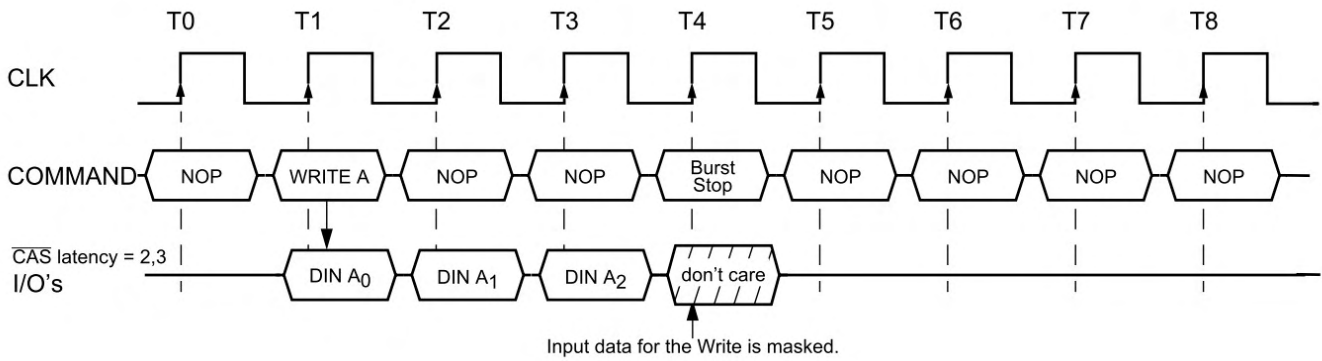 T0 T1 T2 T3 T4 T5 T6 T7 T8
CLK
COMMAND NOP WRITE A NOP NOP Burst Stop NOP NOP NOP NOP
CAS latency = 2,3
I/O's DIN A0 DIN A1 DIN A2 don't care
Input data for the Write is masked.